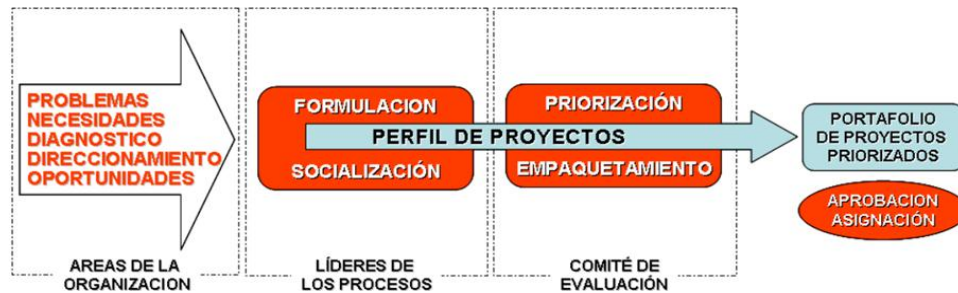 PROBLEMAS
NECESIDADES
DIAGNOSTICO
DIRECCIONAMIENTO
OPORTUNIDADES
AREAS DE LA
ORGANIZACION
FORMULACION
SOCIALIZACIÓN
LÍDERES DE
LOS PROCESOS
PERFIL DE PROYECTOS
PRIORIZACIÓN
EMPAQUETAMIENTO
COMITÉ DE
EVALUACIÓN
PORTAFOLIO
DE PROYECTOS
PRIORIZADOS
APROBACION
ASIGNACIÓN